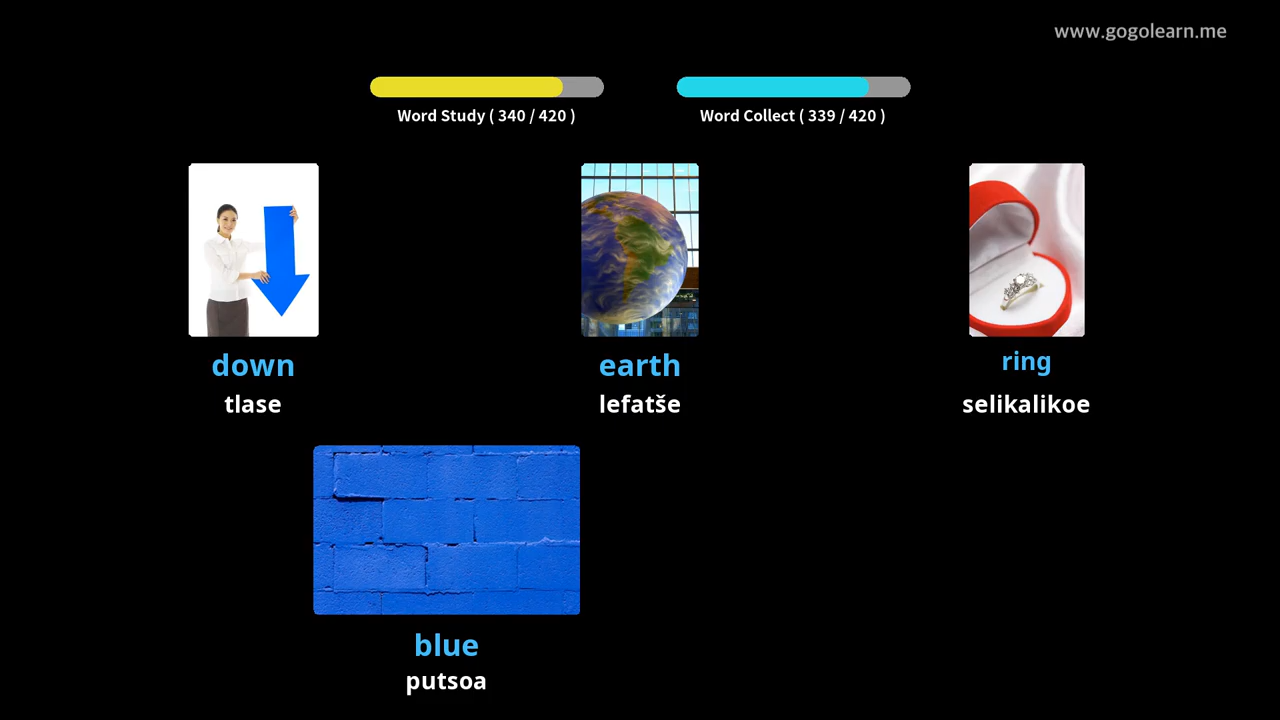 www.gogolearn.me
Word Study ( 340 / 420 )
Word Collect ( 339 / 420 )
down
tlase
earth
lefatše
ring
selikalikoe
blue
putsoa